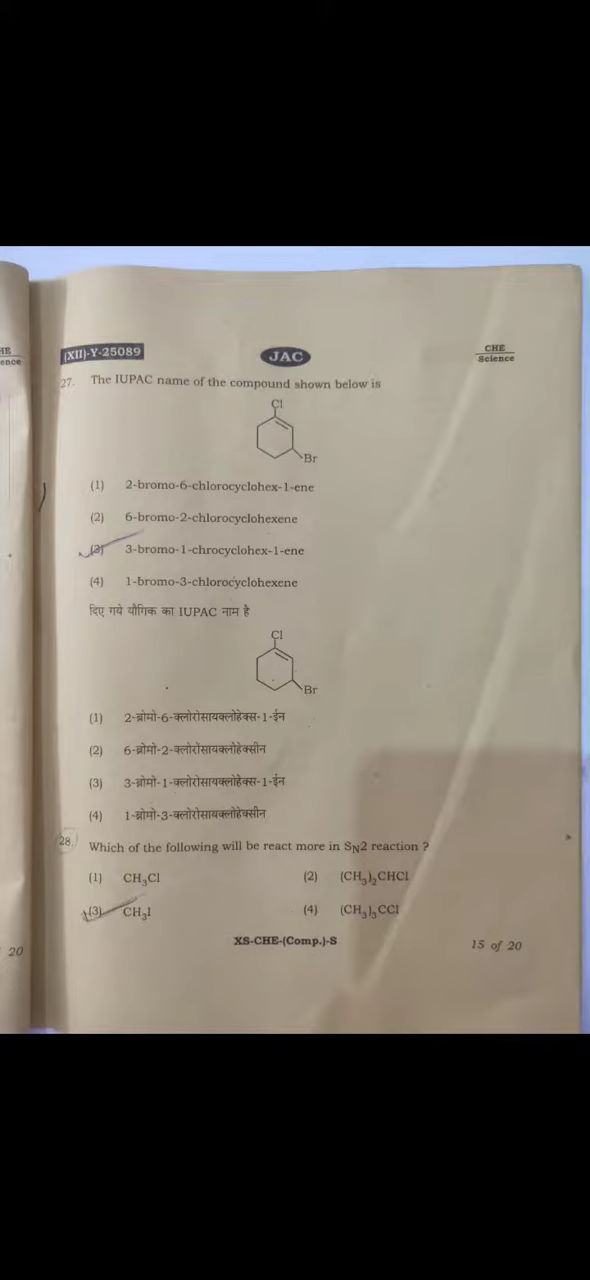 HE
ence
(XII)-Y-25089
JAC
CHE
Science
27. The IUPAC name of the compound shown below is
Cl
Br
(1) 2-bromo-6-chlorocyclohex-1-ene
(2) 6-bromo-2-chlorocyclohexene
(3) 3-bromo-1-chrocyclohex-1-ene
(4) 1-bromo-3-chlorocyclohexene
दिए गये यौगिक का IUPAC नाम है
Cl
Br
(1) 2-ब्रोमो-6-क्लोरोसायक्लोहेक्स-1-ईन
(2) 6-ब्रोमो-2-क्लोरोसायक्लोहेक्सीन
(3) 3-ब्रोमो-1-क्लोरोसायक्लोहेक्स-1-ईन
(4) 1-ब्रोमो-3-क्लोरोसायक्लोहेक्सीन
28. Which of the following will be react more in SN2 reaction ?
(1) CH3Cl (2) (CH3)2CHCl
(3) CH3I (4) (CH3)3CCl
20
XS-CHE-(Comp.)-S
15 of 20